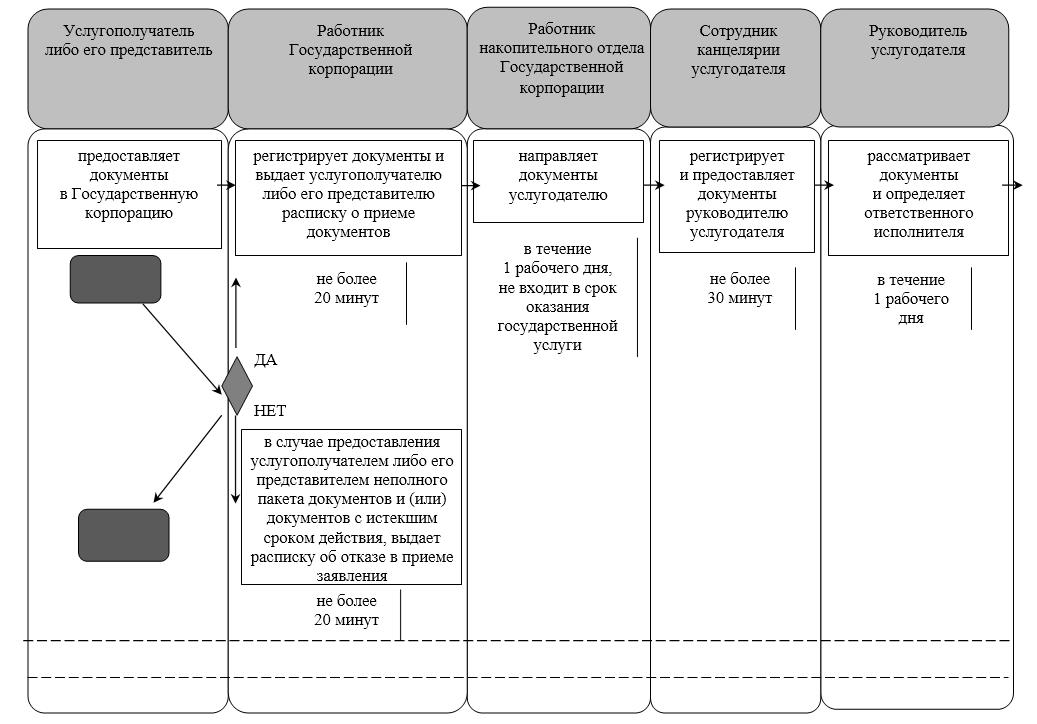 Услугополучатель
либо его представитель
Работник
Государственной
корпорации
Работник
накопительного отдела
Государственной
корпорации
Сотрудник
канцелярии
услугодателя
Руководитель
услугодателя
предоставляет
документы
в Государственную
корпорацию
регистрирует документы и
выдает услугополучателю
либо его представителю
расписку о приеме
документов
направляет
документы
услугодателю
регистрирует
и предоставляет
документы
руководителю
услугодателя
рассматривает
документы
и определяет
ответственного
исполнителя
не более
20 минут
в течение
1 рабочего дня,
не входит в срок
оказания
государственной
услуги
не более
30 минут
в течение
1 рабочего
дня
ДА
НЕТ
в случае предоставления
услугополучателем либо его
представителем неполного
пакета документов и (или)
документов с истекшим
сроком действия, выдает
расписку об отказе в приеме
заявления
не более
20 минут